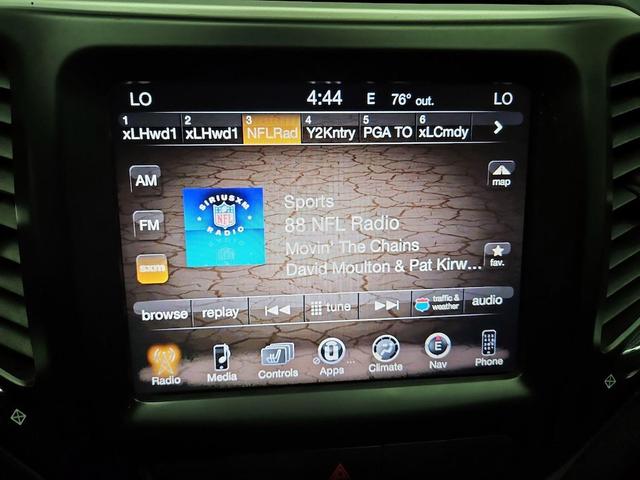 LO 4:44 E 76° out. LO
1 2 3 4 5 6
xLHwd1 xLHwd1 NFLRad Y2Kntry PGA TO xLCmdy
AM
map
SIRIUSXM
NFL
RADIO
Sports
88 NFL Radio
FM
Movin' The Chains
fav.
David Moulton & Pat Kirw...
sxm
browse replay tune traffic & weather audio
E
Radio Media Controls Apps Climate Nav Phone